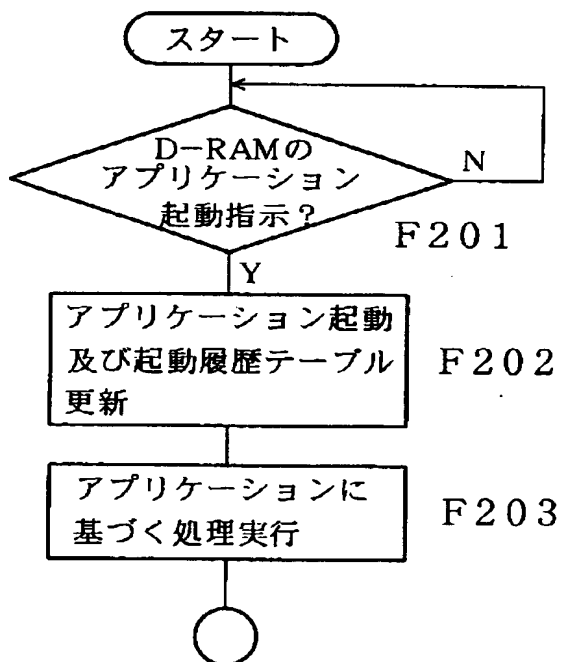 スタート
D-RAMの
アプリケーション
起動指示?
N
F201
Y
アプリケーション起動
及び起動履歴テーブル
更新
F202
アプリケーションに
基づく処理実行
F203